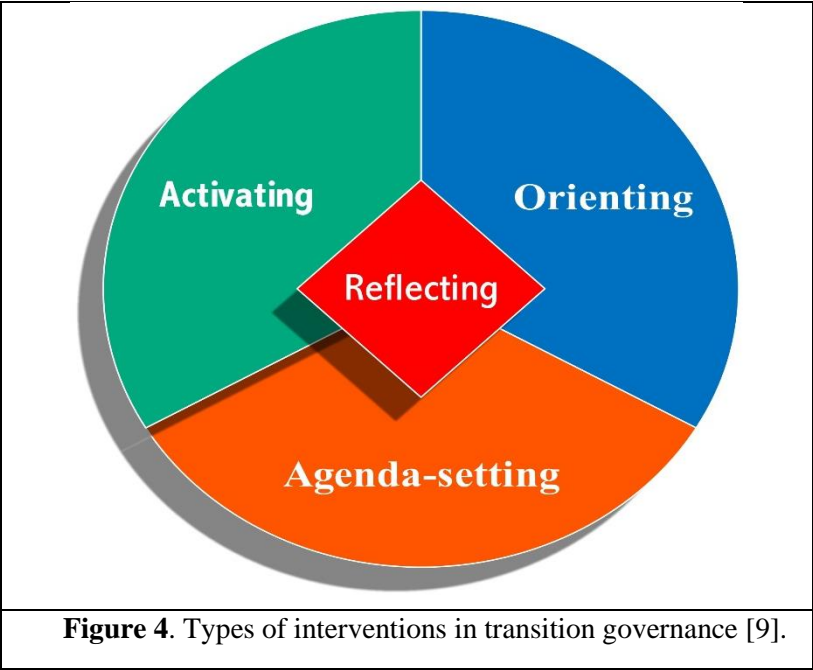 Activating
Orienting
Reflecting
Agenda-setting
Figure 4. Types of interventions in transition governance [9].